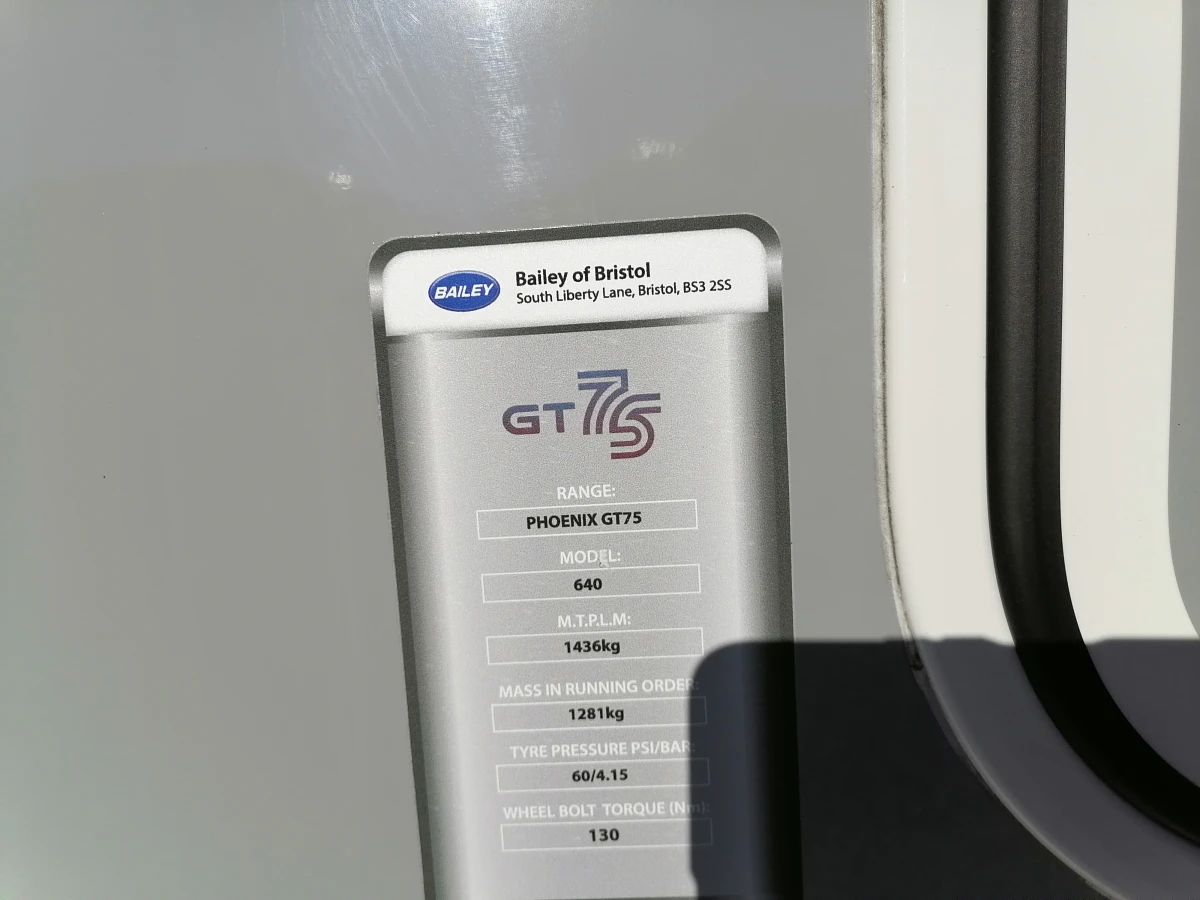 BAILEY
Bailey of Bristol
South Liberty Lane, Bristol, BS3 2SS
GT75
RANGE:
PHOENIX GT75
MODEL:
640
M.T.P.L.M:
1436kg
MASS IN RUNNING ORDER:
1281kg
TYRE PRESSURE PSI/BAR:
60/4.15
WHEEL BOLT TORQUE (Nm):
130